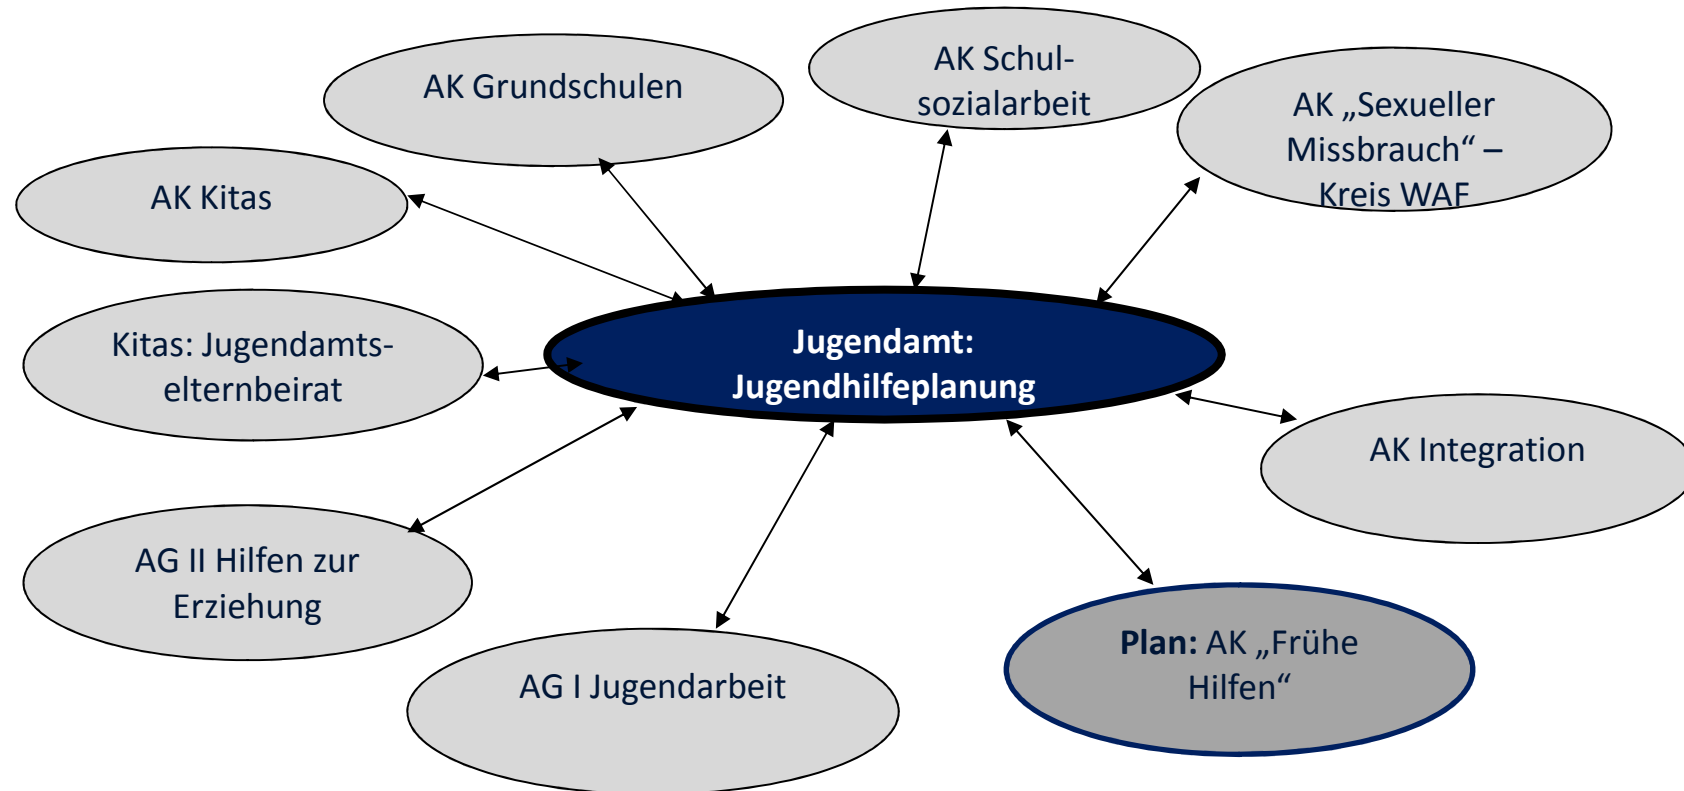 AK Grundschulen
AK Schul-
sozialarbeit
AK „Sexueller
Missbrauch“ –
Kreis WAF
AK Kitas
Kitas: Jugendamts-
elternbeirat
Jugendamt:
Jugendhilfeplanung
AK Integration
AG II Hilfen zur
Erziehung
AG I Jugendarbeit
Plan: AK „Frühe
Hilfen“